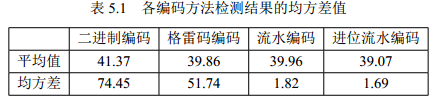 表 5.1 各编码方法检测结果的均方差值
二进制编码 格雷码编码 流水编码 进位流水编码
平均值 41.37 39.86 39.96 39.07
均方差 74.45 51.74 1.82 1.69